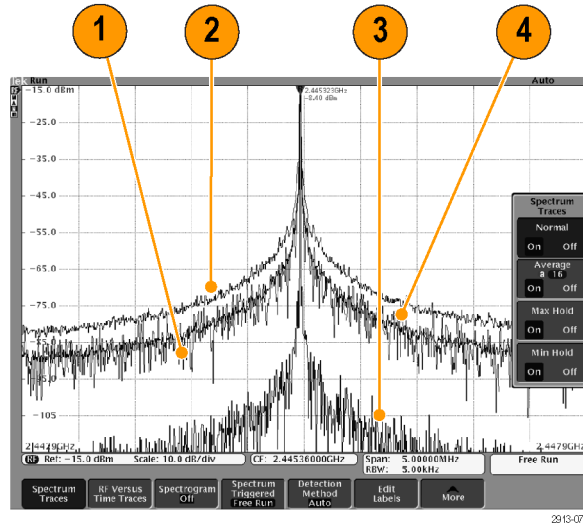 1 2 3 4
Tek Run Auto
-15.0 dBm
2.445323GHz
-8.40 dBm
-25.0
-35.0
-45.0
-55.0
-65.0
-75.0
-105
2.4479GHz
Spectrum
Traces
Normal
On Off
Average
a 16
On Off
Max Hold
On Off
Min Hold
On Off
RF Ref: -15.0 dBm Scale: 10.0 dB/div
CF: 2.44536000GHz
Span: 5.00000MHz
RBW: 5.00kHz
Free Run
Spectrum
Traces
RF Versus
Time Traces
Spectrogram
Off
Spectrum
Triggered
Free Run
Detection
Method
Auto
Edit
Labels
More
2913-07